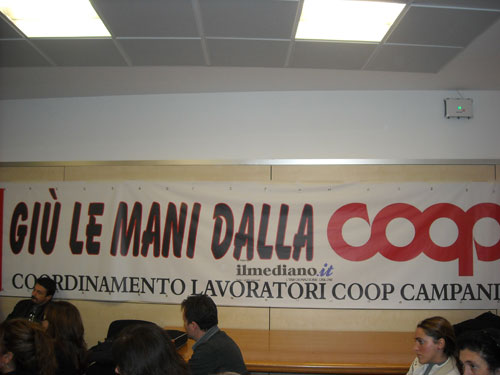 GIÙ LE MANI DALLA coop
ilmediano.it
COORDINAMENTO LAVORATORI COOP CAMPANI